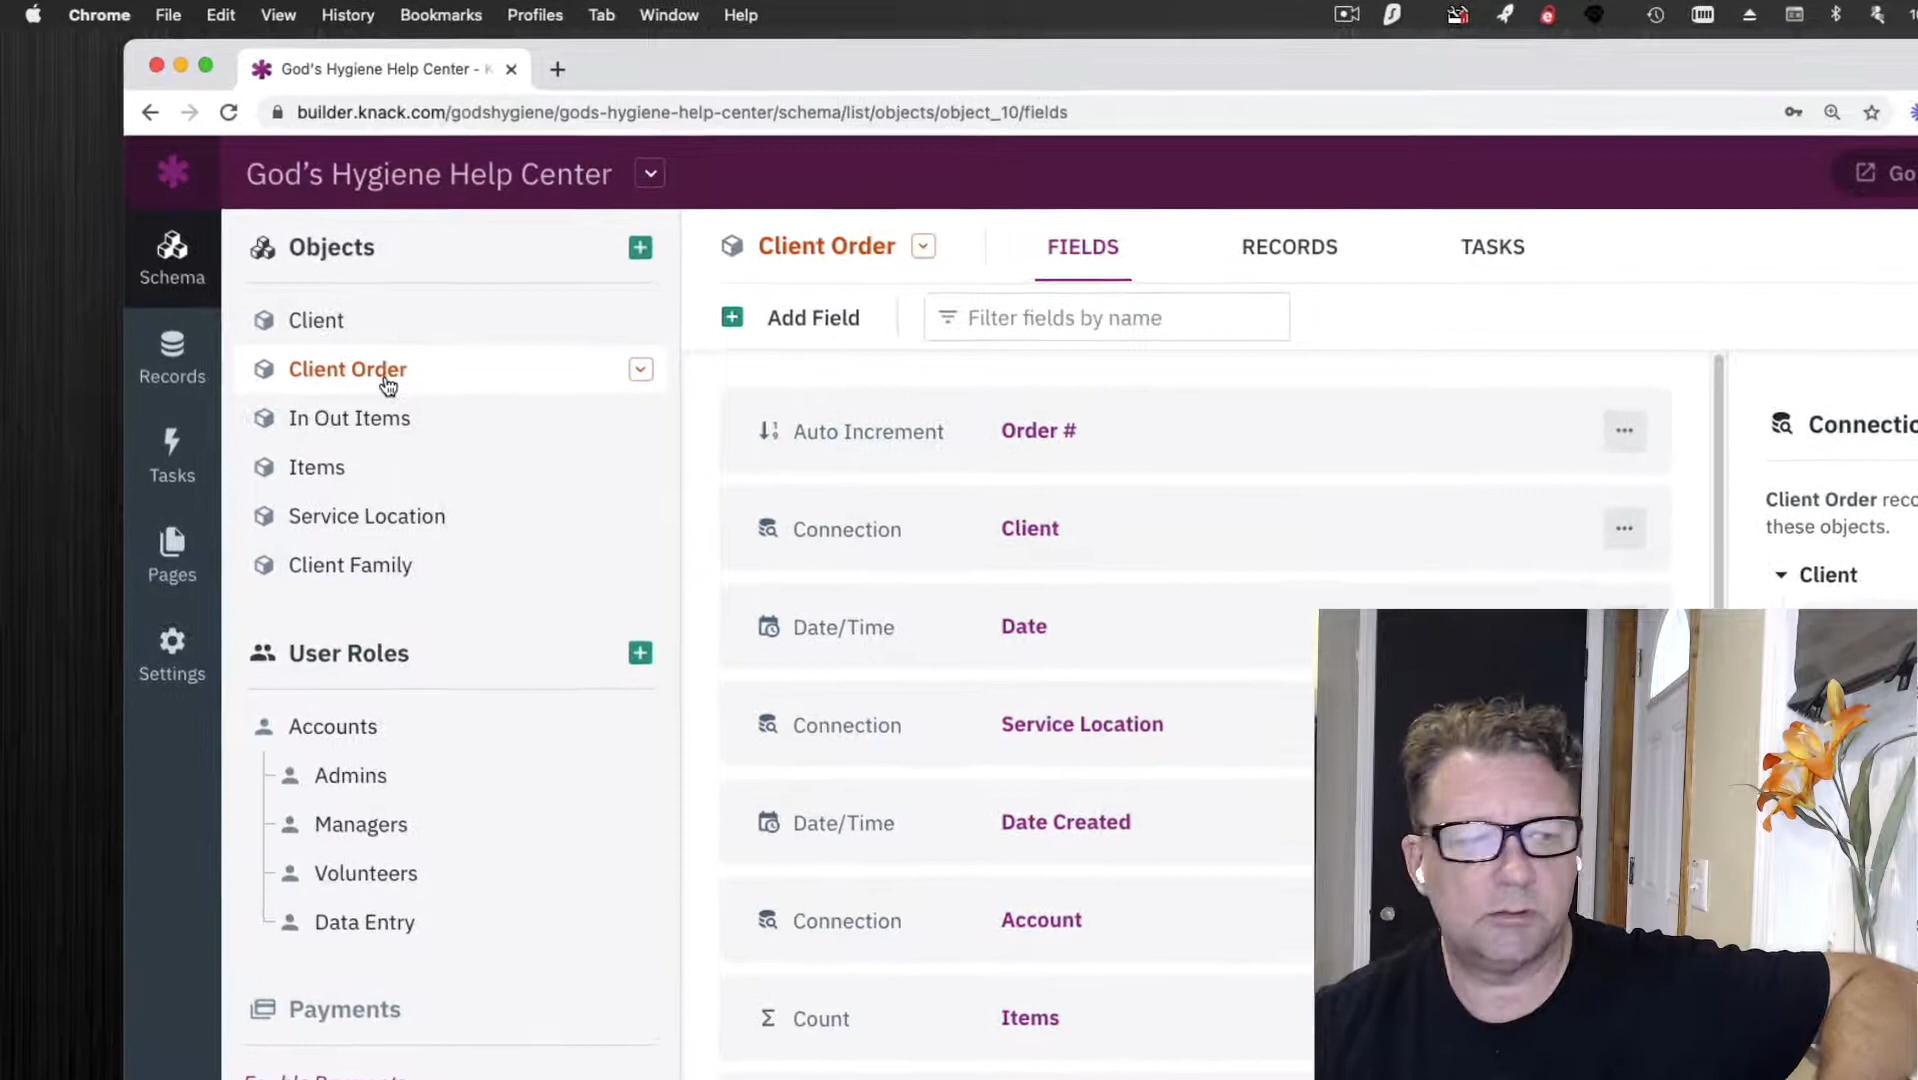 Chrome File Edit View History Bookmarks Profiles Tab Window Help
God's Hygiene Help Center -
builder.knack.com/godshygiene/gods-hygiene-help-center/schema/list/objects/object_10/fields
God's Hygiene Help Center
Go
Schema
Records
Tasks
Pages
Settings
Objects
Client
Client Order
In Out Items
Items
Service Location
Client Family
User Roles
Accounts
Admins
Managers
Volunteers
Data Entry
Payments
Client Order FIELDS RECORDS TASKS
Add Field Filter fields by name
Auto Increment Order #
Connection Client
Date/Time Date
Connection Service Location
Date/Time Date Created
Connection Account
Σ Count Items
Connectio
Client Order reco
these objects.
Client